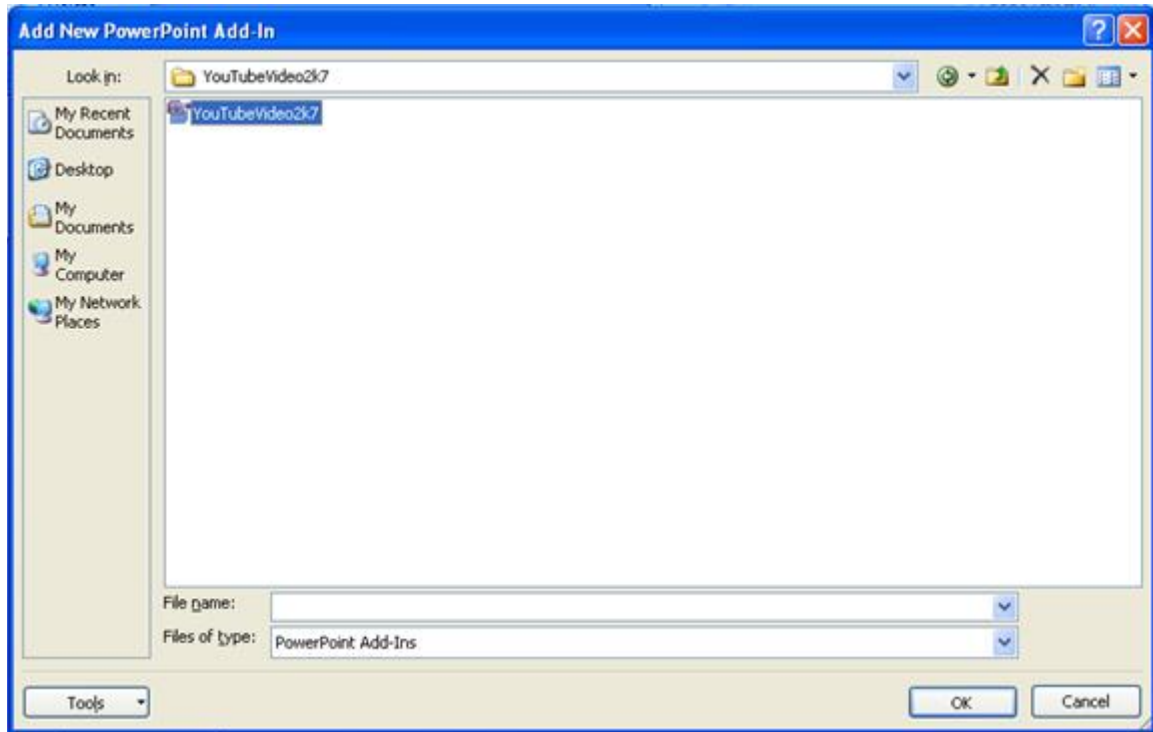 Add New PowerPoint Add-In
Look in:
YouTubeVideo2k7
My Recent
Documents
Desktop
My
Documents
My
Computer
My Network
Places
YouTubeVideo2k7
File name:
Files of type:
PowerPoint Add-Ins
Tools
OK
Cancel